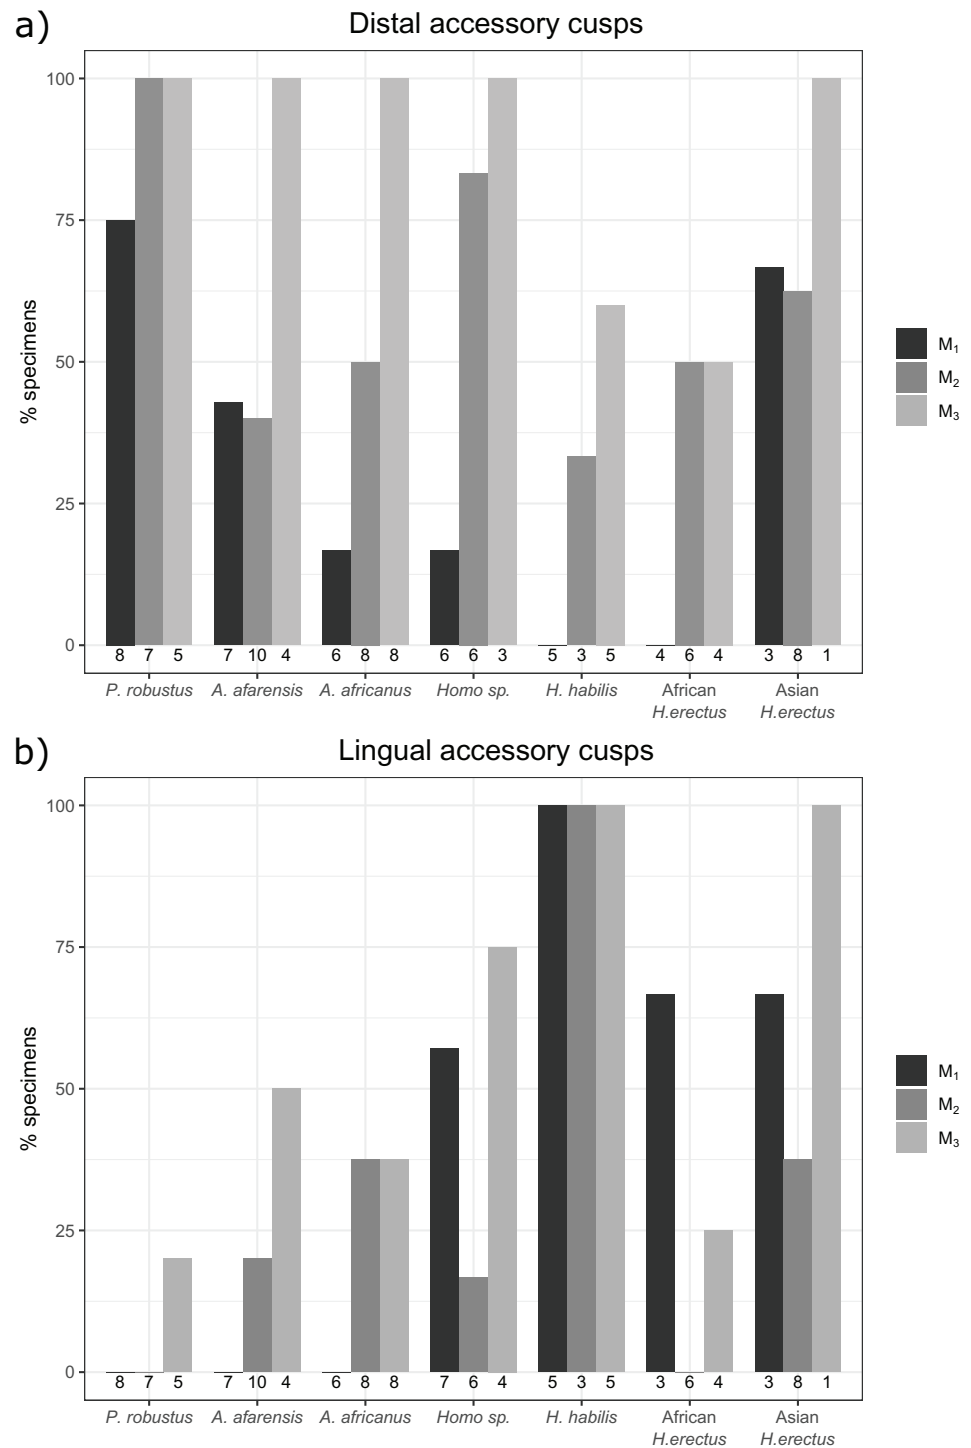 a)
Distal accessory cusps
100
75
50
25
0
% specimens
8 7 5 7 10 4 6 8 8 6 6 3 5 3 5 4 6 4 3 8 1
P. robustus A. afarensis A. africanus Homo sp. H. habilis African Asian
H.erectus H.erectus
M1
M2
M3
b)
Lingual accessory cusps
100
75
50
25
0
% specimens
8 7 5 7 10 4 6 8 8 7 6 4 5 3 5 3 6 4 3 8 1
P. robustus A. afarensis A. africanus Homo sp. H. habilis African Asian
H.erectus H.erectus
M1
M2
M3